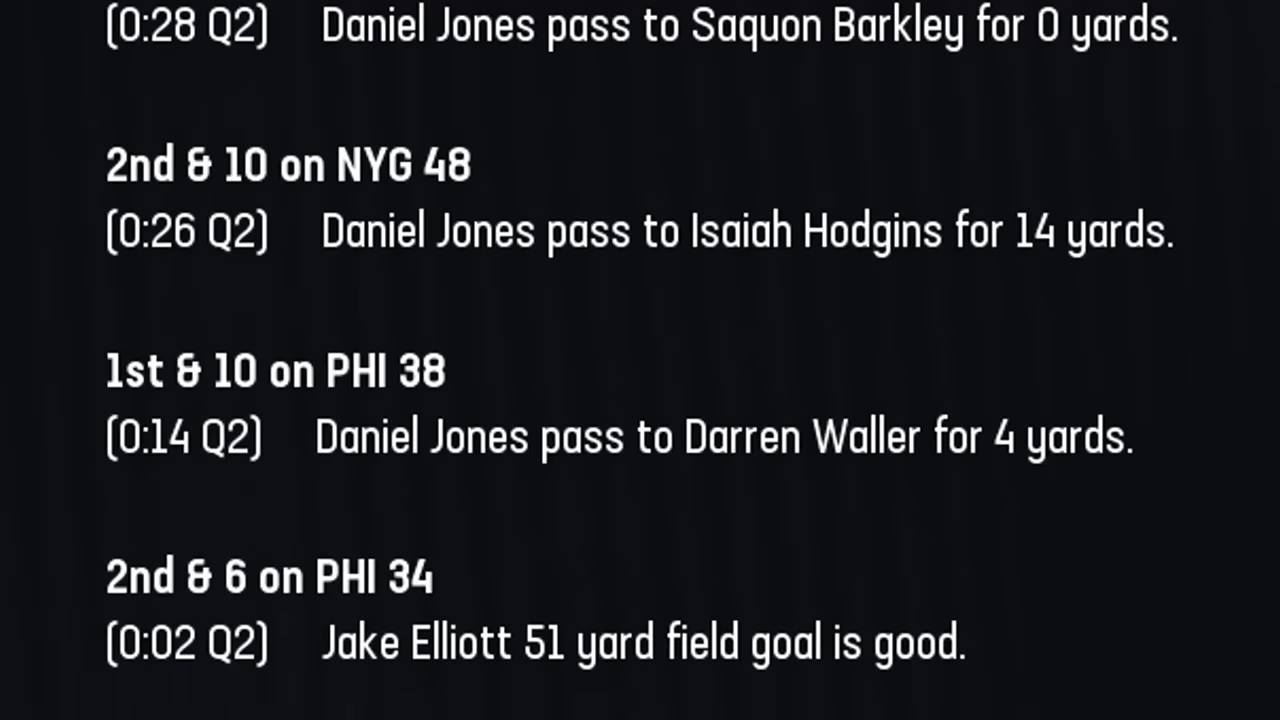 (0:28 Q2) Daniel Jones pass to Saquon Barkley for 0 yards.
2nd & 10 on NYG 48
(0:26 Q2) Daniel Jones pass to Isaiah Hodgins for 14 yards.
1st & 10 on PHI 38
(0:14 Q2) Daniel Jones pass to Darren Waller for 4 yards.
2nd & 6 on PHI 34
(0:02 Q2) Jake Elliott 51 yard field goal is good.